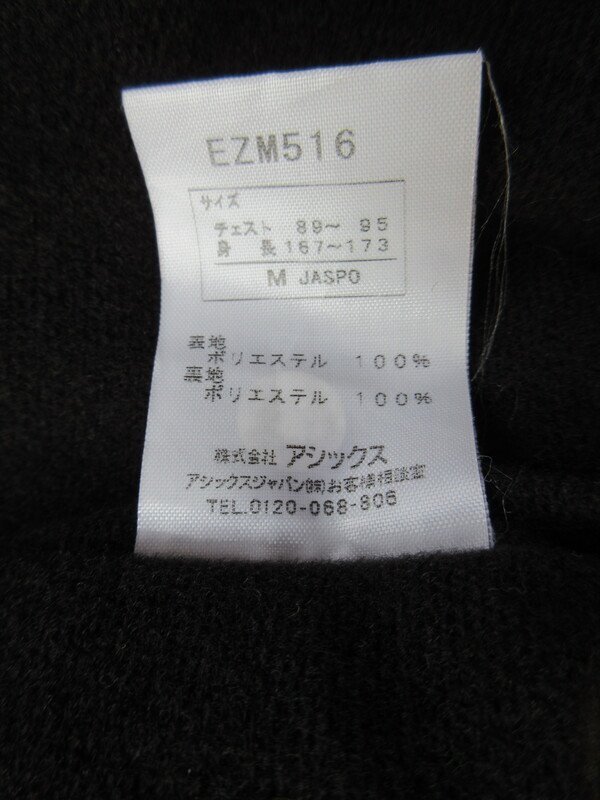 EZM516
サイズ
チェスト 89～ 95
身 長 167～173
M JASPO
表地
ポリエステル 100%
裏地
ポリエステル 100%
株式会社 アシックス
アシックスジャパン(株)お客様相談室
TEL.0120-068-806